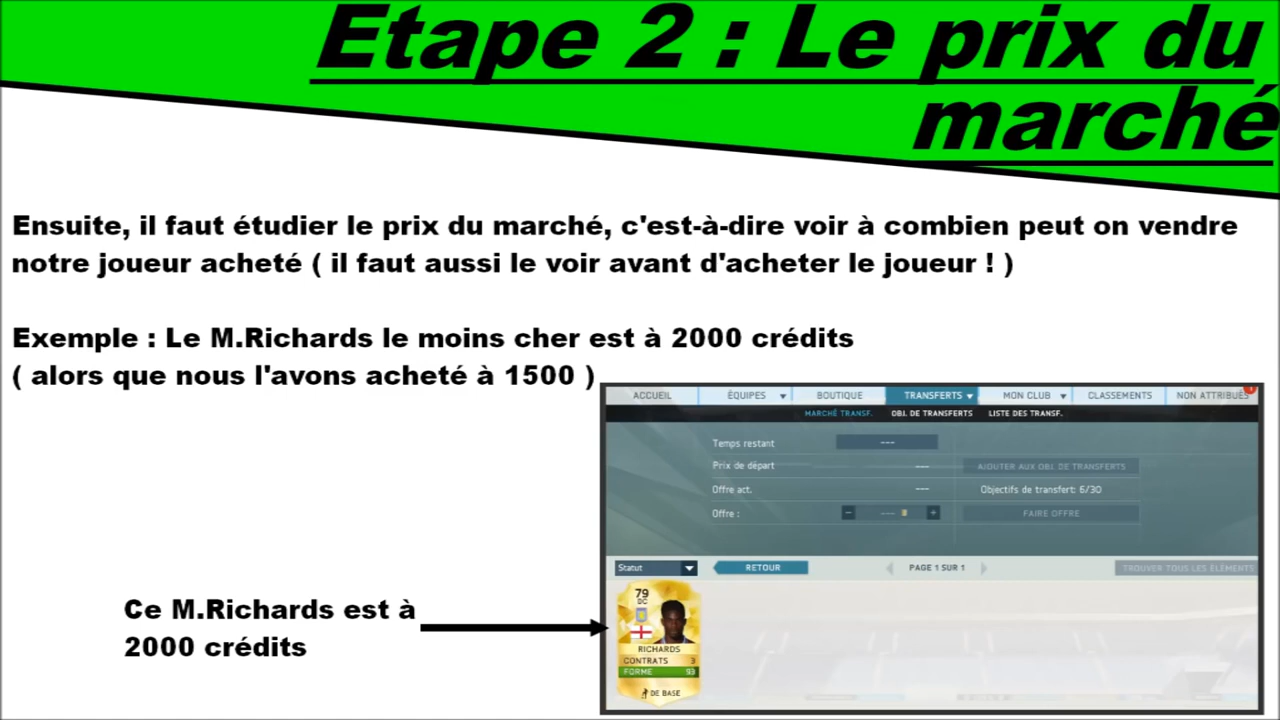 Etape 2 : Le prix du
marché
Ensuite, il faut étudier le prix du marché, c'est-à-dire voir à combien peut on vendre
notre joueur acheté ( il faut aussi le voir avant d'acheter le joueur ! )
Exemple : Le M.Richards le moins cher est à 2000 crédits
( alors que nous l'avons acheté à 1500 )
ACCUEIL ÉQUIPES BOUTIQUE TRANSFERTS MON CLUB CLASSEMENTS NON ATTRIBUÉS
MARCHÉ TRANSF. OBJ. DE TRANSFERTS LISTE DES TRANSF.
Temps restant ---
Prix de départ --- AJOUTER AUX OBJ. DE TRANSFERTS
Offre act. --- Objectifs de transfert: 6/30
Offre : − --- + FAIRE OFFRE
Statut RETOUR PAGE 1 SUR 1 TROUVER TOUS LES ÉLÉMENTS
79
DC
RICHARDS
CONTRATS 3
FORME 93
DE BASE
Ce M.Richards est à
2000 crédits